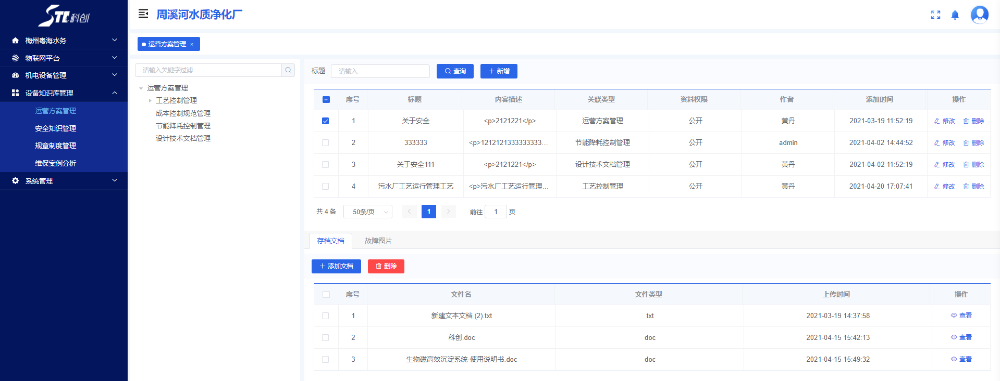 STC科创
周溪河水质净化厂
梅州粤海水务
物联网平台
机电设备管理
设备知识库管理
运营方案管理
安全知识管理
规章制度管理
维保案例分析
系统管理
运营方案管理 ×
请输入关键字过滤
运营方案管理
工艺控制管理
成本控制规范管理
节能降耗控制管理
设计技术文档管理
标题 请输入 查询 新增
序号 标题 内容描述 关联类型 资料权限 作者 添加时间 操作
1 关于安全 <p>2121221</p> 运营方案管理 公开 黄丹 2021-03-19 11:52:19 修改 删除
2 333333 <p>1212121333333333... 节能降耗控制管理 公开 admin 2021-04-02 14:44:52 修改 删除
3 关于安全111 <p>2121221</p> 设计技术文档管理 公开 黄丹 2021-04-02 11:52:19 修改 删除
4 污水厂工艺运行管理工艺 <p>污水厂工艺运行管理... 工艺控制管理 公开 黄丹 2021-04-20 17:07:41 修改 删除
共 4 条 50条/页 1 前往 1 页
存档文档 故障图片
添加文档 删除
序号 文件名 文件类型 上传时间 操作
1 新建文本文档 (2).txt txt 2021-03-19 14:37:58 查看
2 科创.doc doc 2021-04-15 15:42:13 查看
3 生物磁高效沉淀系统-使用说明书.doc doc 2021-04-15 15:49:32 查看